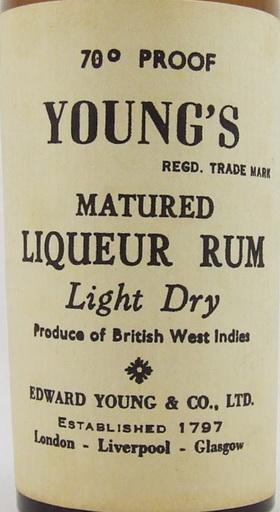 70° PROOF
YOUNG'S
REGD. TRADE MARK
MATURED
LIQUEUR RUM
Light Dry
Produce of British West Indies
EDWARD YOUNG & CO., LTD.
ESTABLISHED 1797
London - Liverpool - Glasgow